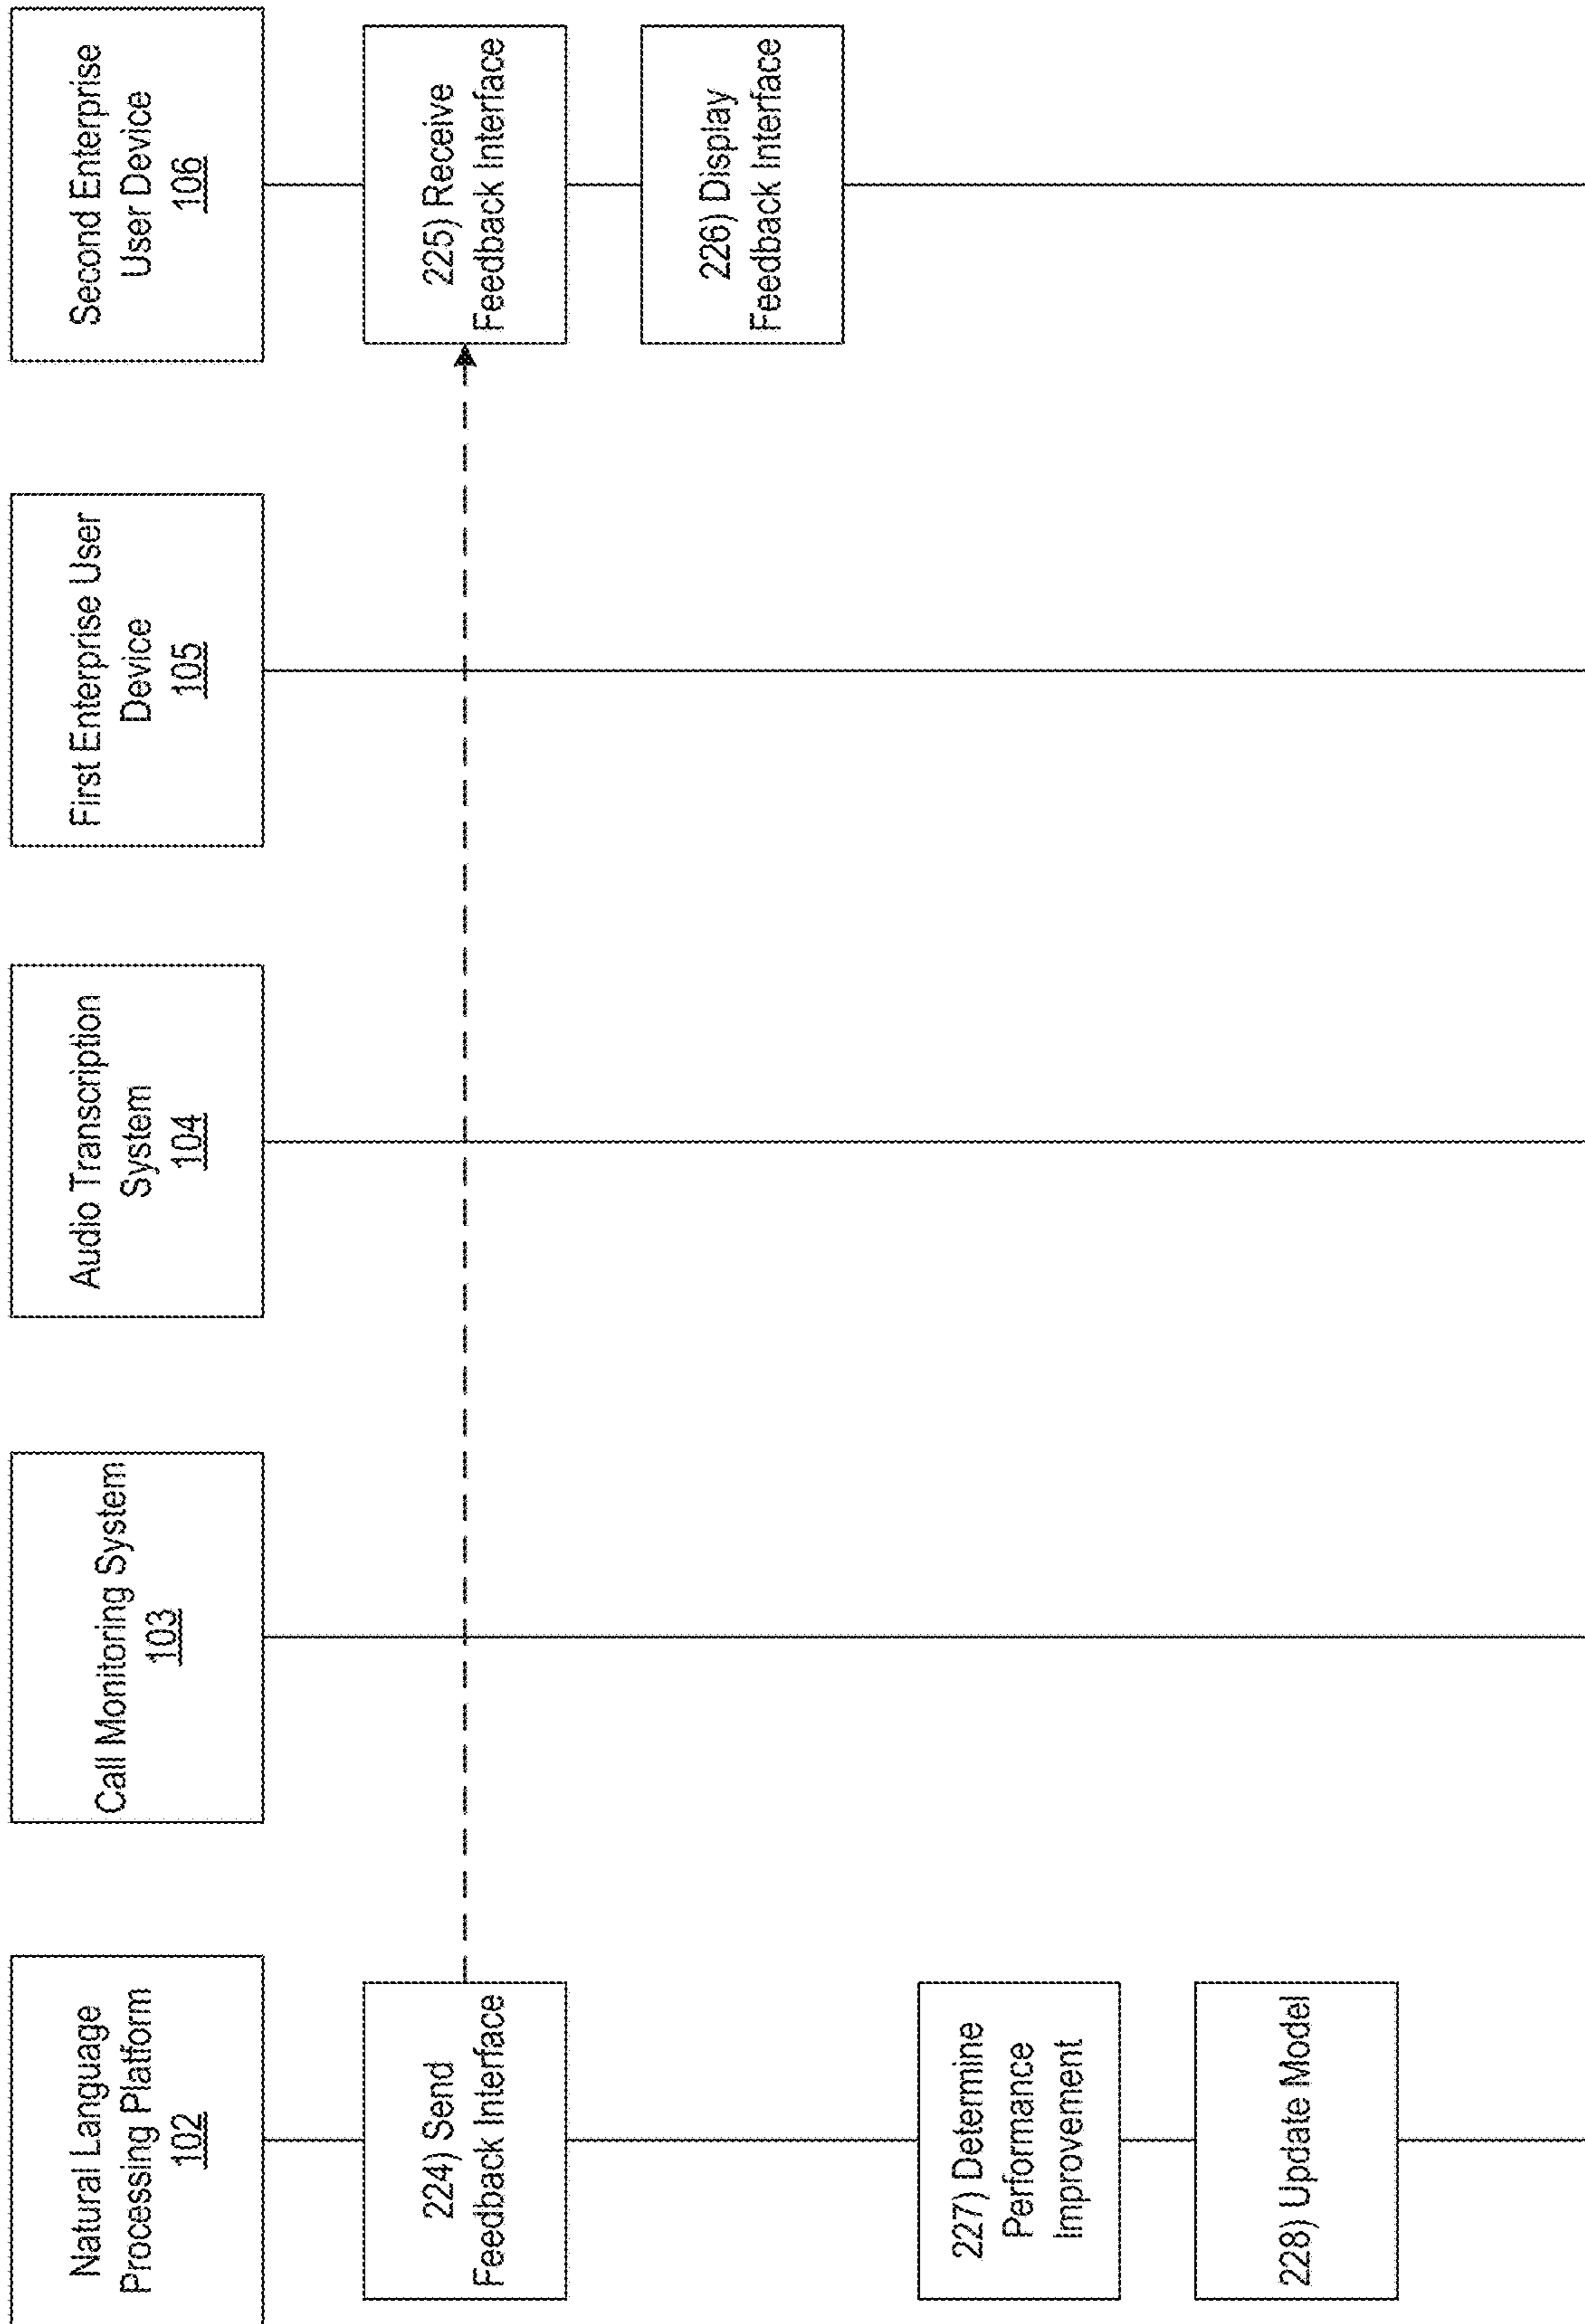 Natural Language
Processing Platform
102
Call Monitoring System
103
Audio Transcription
System
104
First Enterprise User
Device
105
Second Enterprise
User Device
106
224) Send
Feedback Interface
225) Receive
Feedback Interface
226) Display
Feedback Interface
227) Determine
Performance
Improvement
228) Update Model